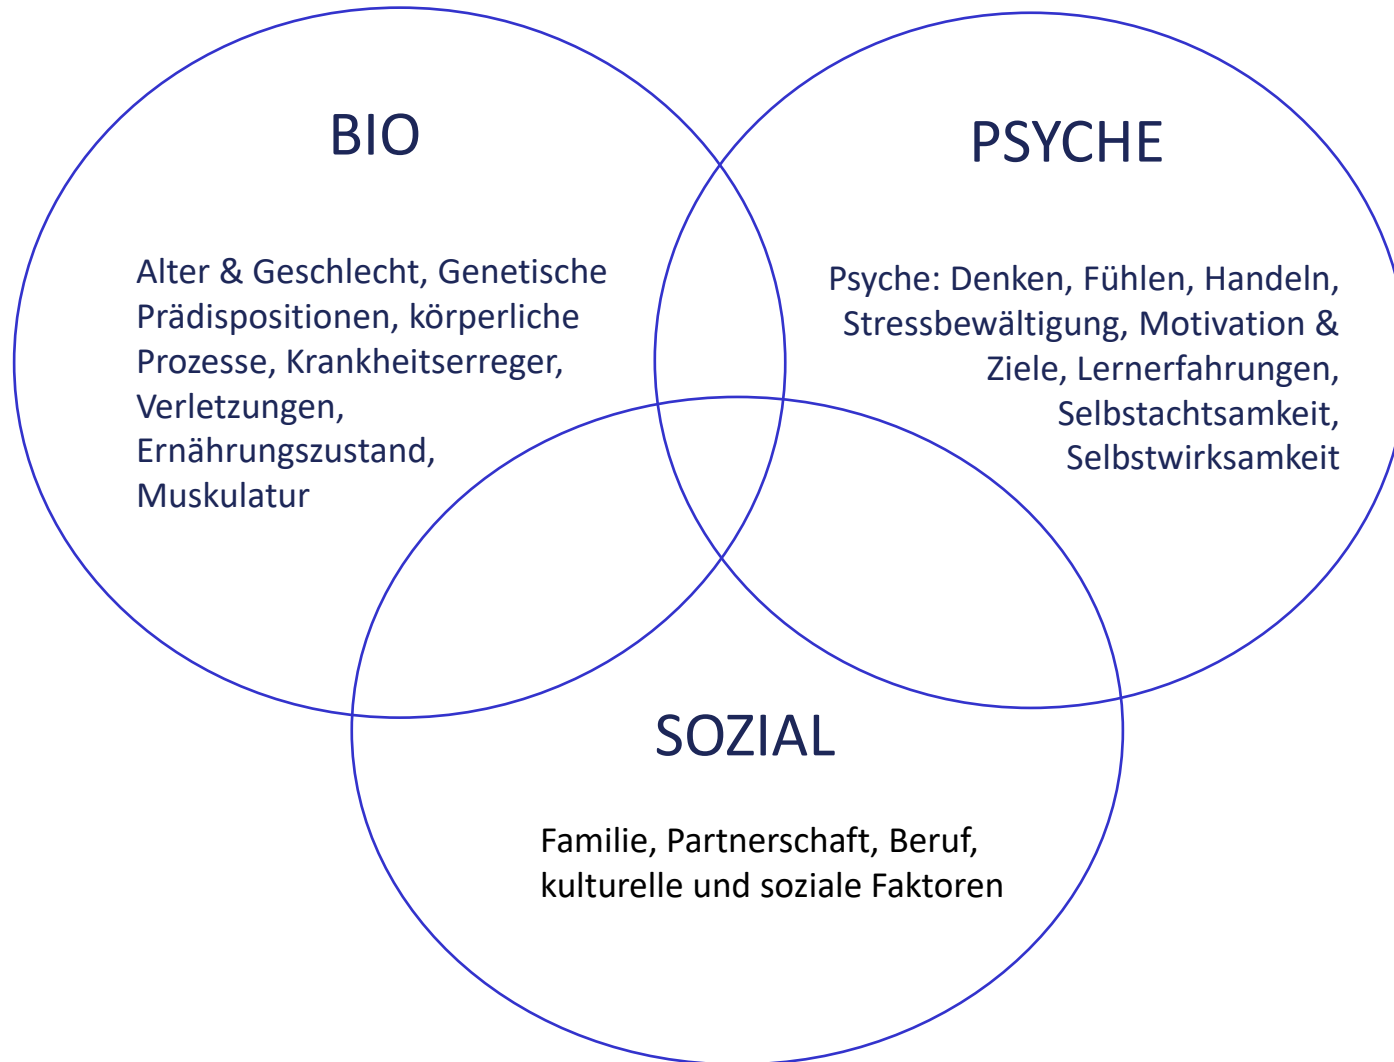 BIO
Alter & Geschlecht, Genetische
Prädispositionen, körperliche
Prozesse, Krankheitserreger,
Verletzungen,
Ernährungszustand,
Muskulatur
PSYCHE
Psyche: Denken, Fühlen, Handeln,
Stressbewältigung, Motivation &
Ziele, Lernerfahrungen,
Selbstachtsamkeit,
Selbstwirksamkeit
SOZIAL
Familie, Partnerschaft, Beruf,
kulturelle und soziale Faktoren